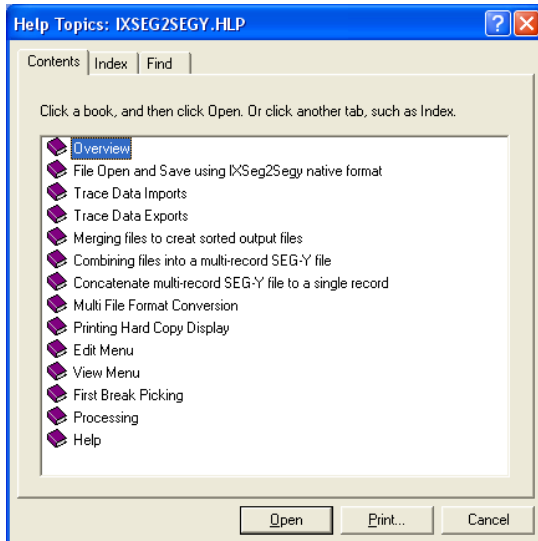 Help Topics: IXSEG2SEGY.HLP
Contents Index Find
Click a book, and then click Open. Or click another tab, such as Index.
Overview
File Open and Save using IXSeg2Segy native format
Trace Data Imports
Trace Data Exports
Merging files to creat sorted output files
Combining files into a multi-record SEG-Y file
Concatenate multi-record SEG-Y file to a single record
Multi File Format Conversion
Printing Hard Copy Display
Edit Menu
View Menu
First Break Picking
Processing
Help
Open Print... Cancel